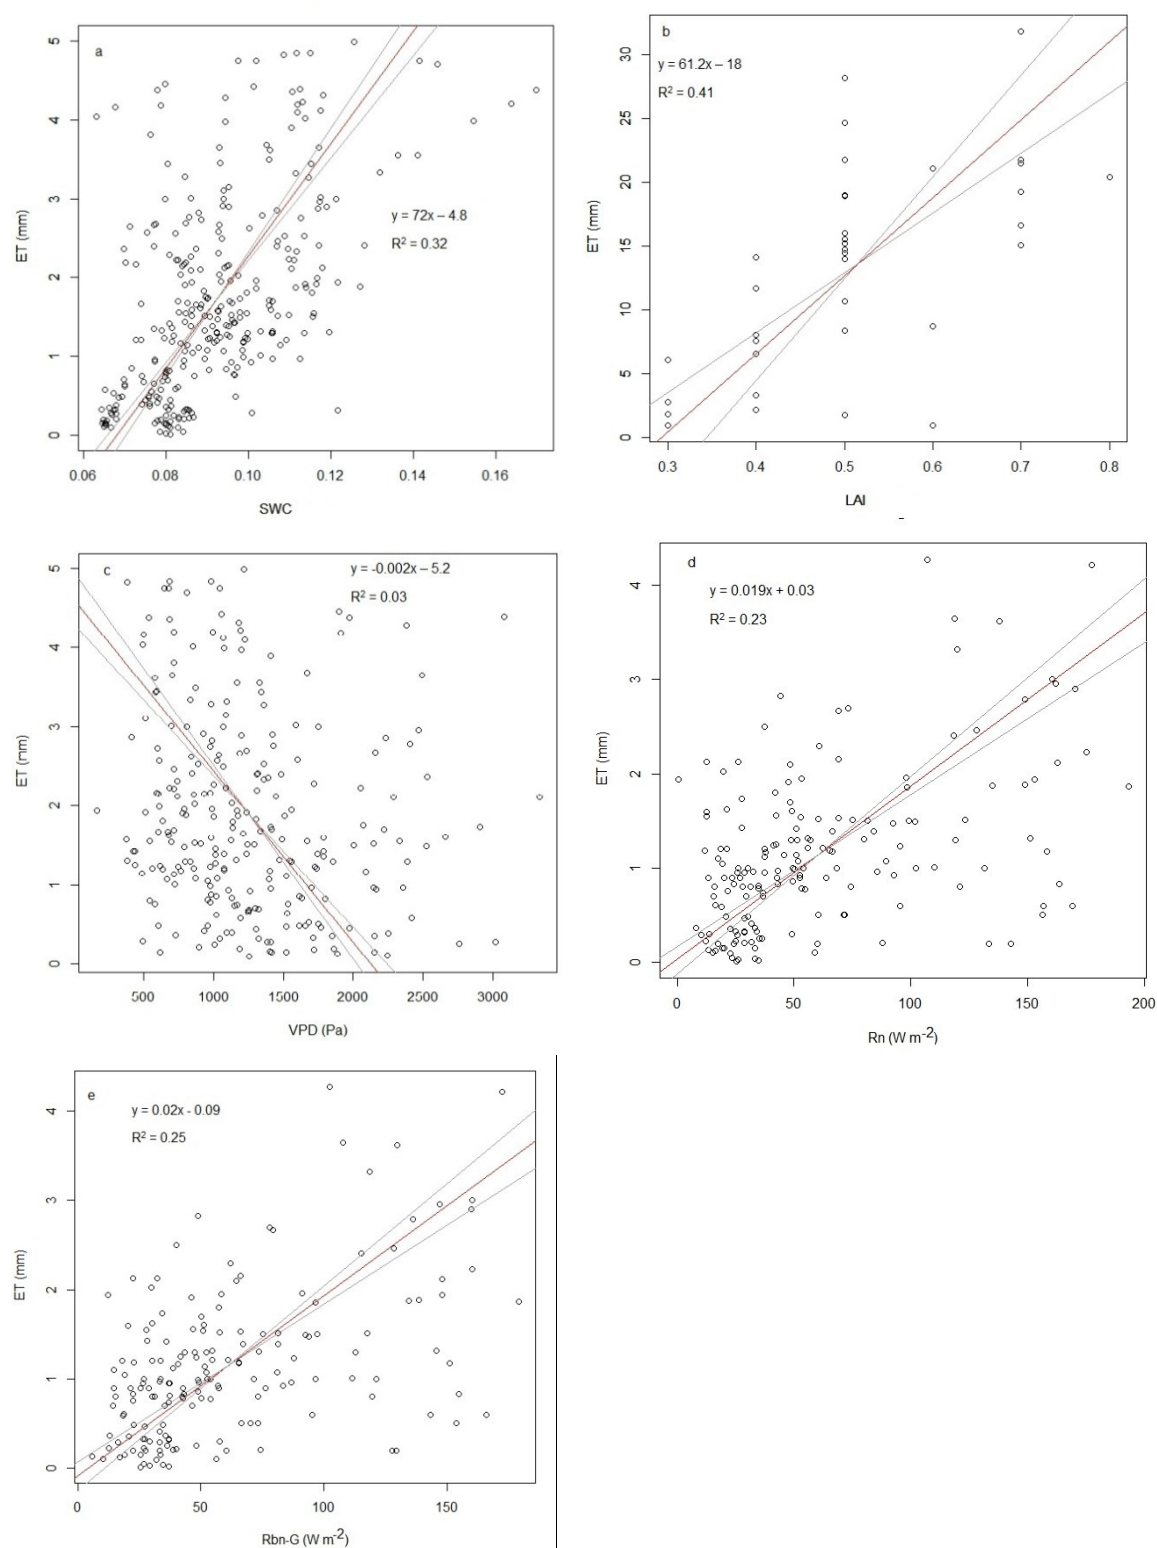 a
y = 72x – 4.8
R² = 0.32
ET (mm)
0 1 2 3 4 5
0.06 0.08 0.10 0.12 0.14 0.16
SWC
b
y = 61.2x – 18
R² = 0.41
ET (mm)
0 5 10 15 20 25 30
0.3 0.4 0.5 0.6 0.7 0.8
LAI
c
y = -0.002x – 5.2
R² = 0.03
ET (mm)
0 1 2 3 4 5
500 1000 1500 2000 2500 3000
VPD (Pa)
d
y = 0.019x + 0.03
R² = 0.23
ET (mm)
0 1 2 3 4
0 50 100 150 200
Rn (W m⁻²)
e
y = 0.02x - 0.09
R² = 0.25
ET (mm)
0 1 2 3 4
0 50 100 150
Rbn-G (W m⁻²)